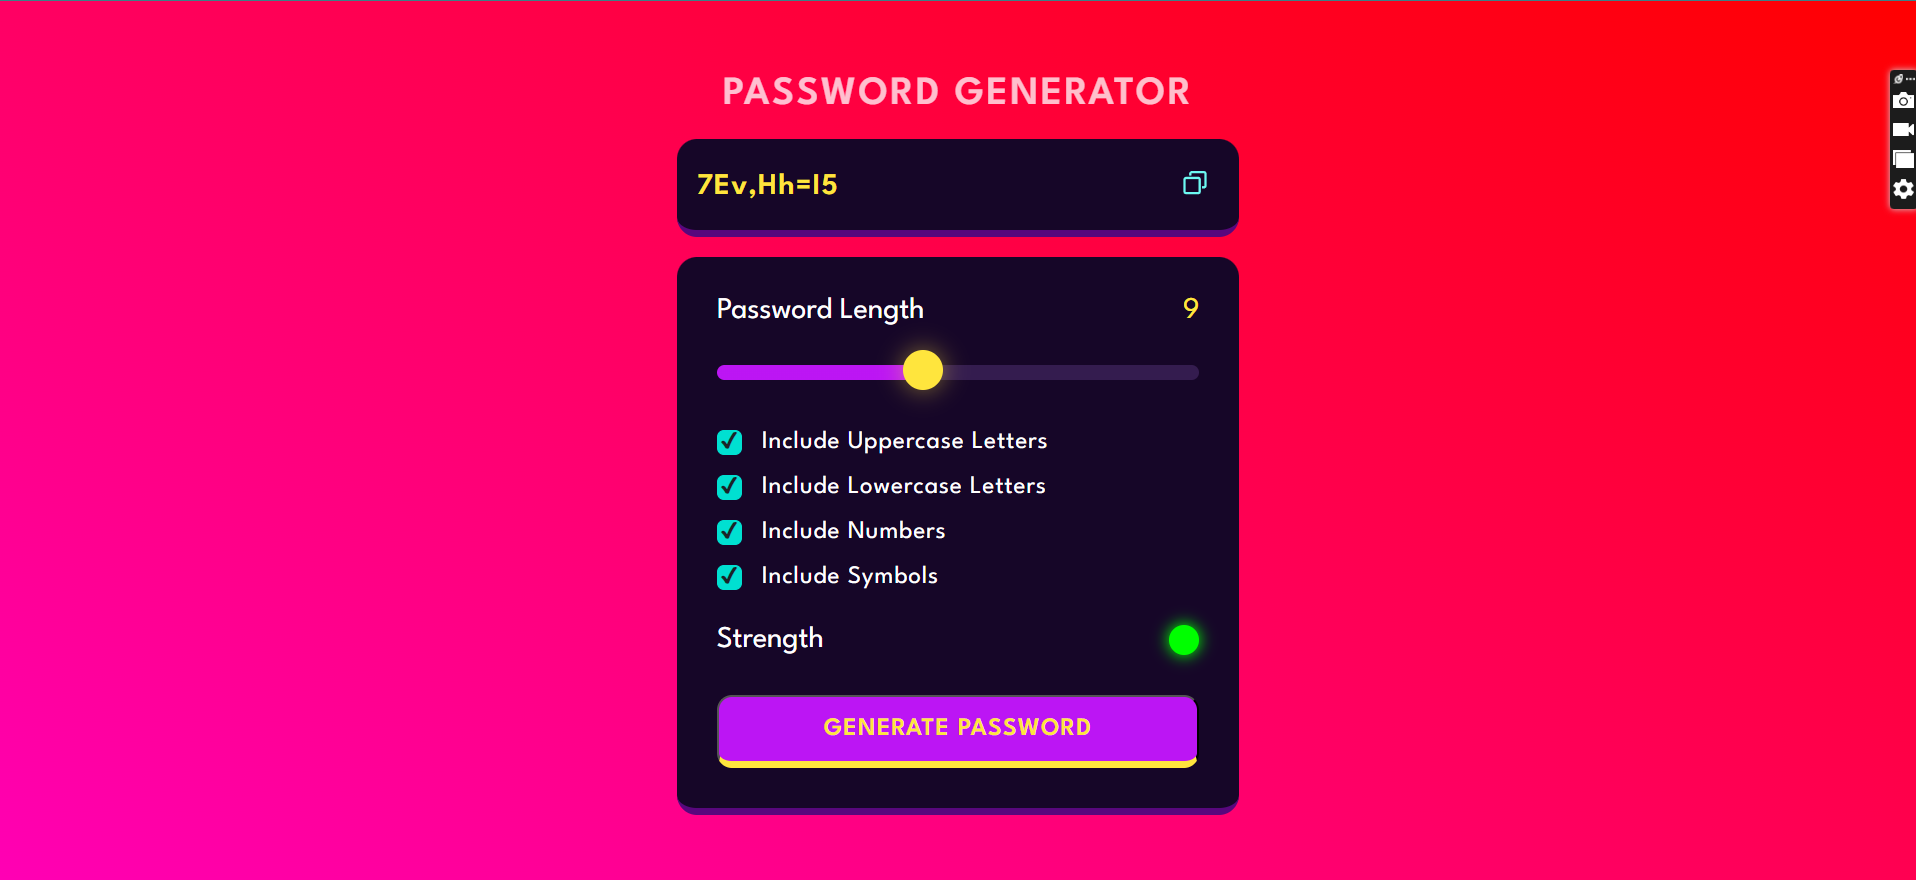 PASSWORD GENERATOR
7Ev,Hh=I5
Password Length 9
Include Uppercase Letters
Include Lowercase Letters
Include Numbers
Include Symbols
Strength
GENERATE PASSWORD